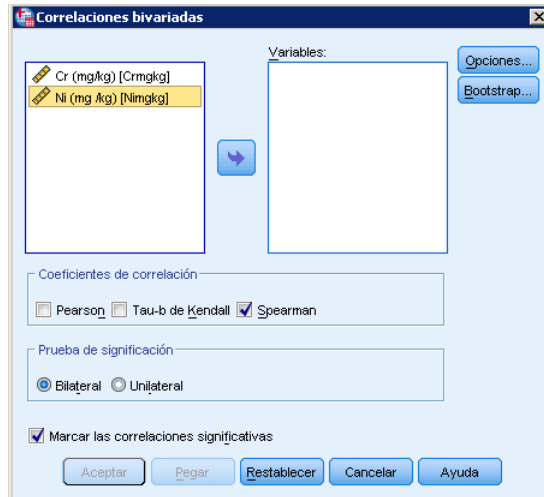 Correlaciones bivariadas
Variables:
Cr (mg/kg) [Crmgkg]
Ni (mg /kg) [Nimgkg]
Opciones...
Bootstrap...
Coeficientes de correlación
Pearson Tau-b de Kendall Spearman
Prueba de significación
Bilateral Unilateral
Marcar las correlaciones significativas
Aceptar Pegar Restablecer Cancelar Ayuda